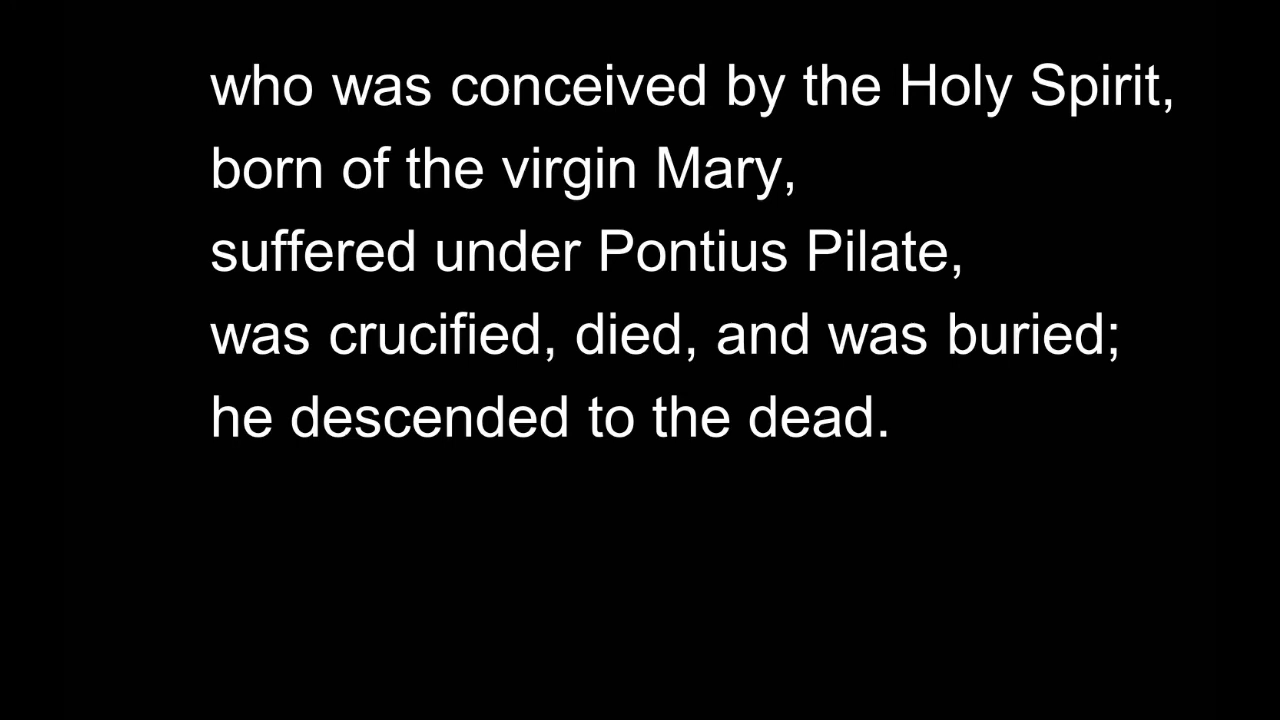 who was conceived by the Holy Spirit,
born of the virgin Mary,
suffered under Pontius Pilate,
was crucified, died, and was buried;
he descended to the dead.